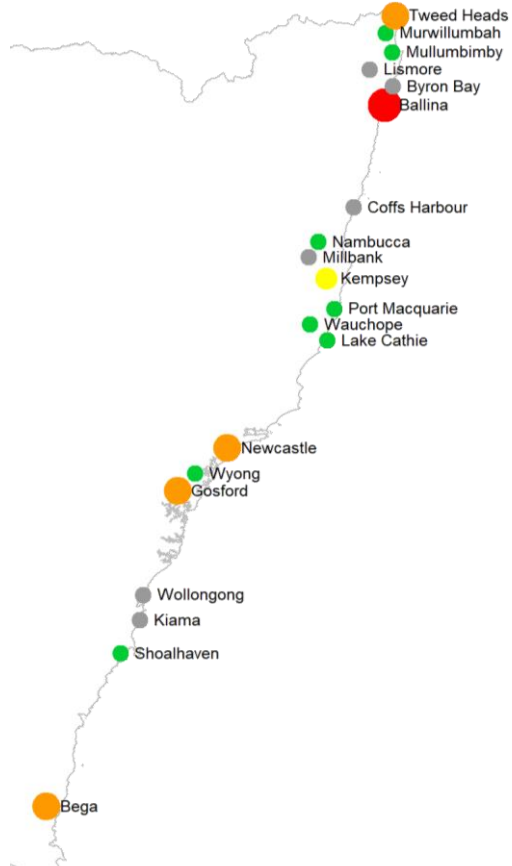 Tweed Heads
Murwillumbah
Mullumbimby
Lismore
Byron Bay
Ballina
Coffs Harbour
Nambucca
Millbank
Kempsey
Port Macquarie
Wauchope
Lake Cathie
Newcastle
Wyong
Gosford
Wollongong
Kiama
Shoalhaven
Bega